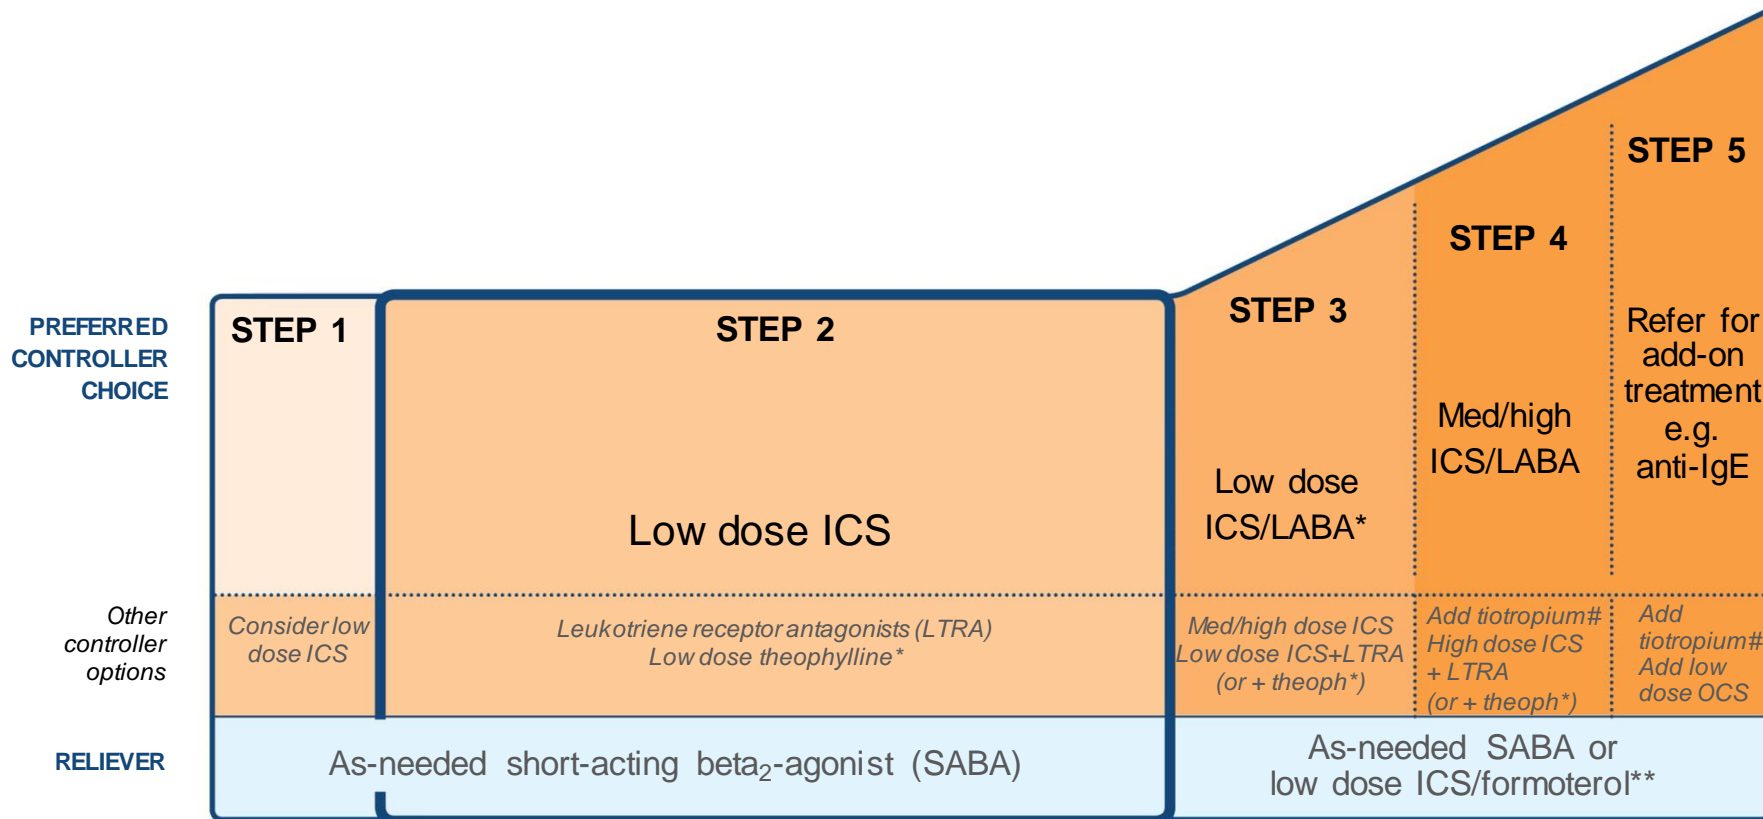 STEP 5
STEP 4
STEP 3
PREFERRED
CONTROLLER
CHOICE
STEP 1
STEP 2
Refer for
add-on
treatment
e.g.
anti-IgE
Med/high
ICS/LABA
Low dose
ICS/LABA*
Low dose ICS
Other
controller
options
Consider low
dose ICS
Leukotriene receptor antagonists (LTRA)
Low dose theophylline*
Med/high dose ICS
Low dose ICS+LTRA
(or + theoph*)
Add tiotropium#
High dose ICS
+ LTRA
(or + theoph*)
Add
tiotropium#
Add low
dose OCS
RELIEVER
As-needed short-acting beta₂-agonist (SABA)
As-needed SABA or
low dose ICS/formoterol**